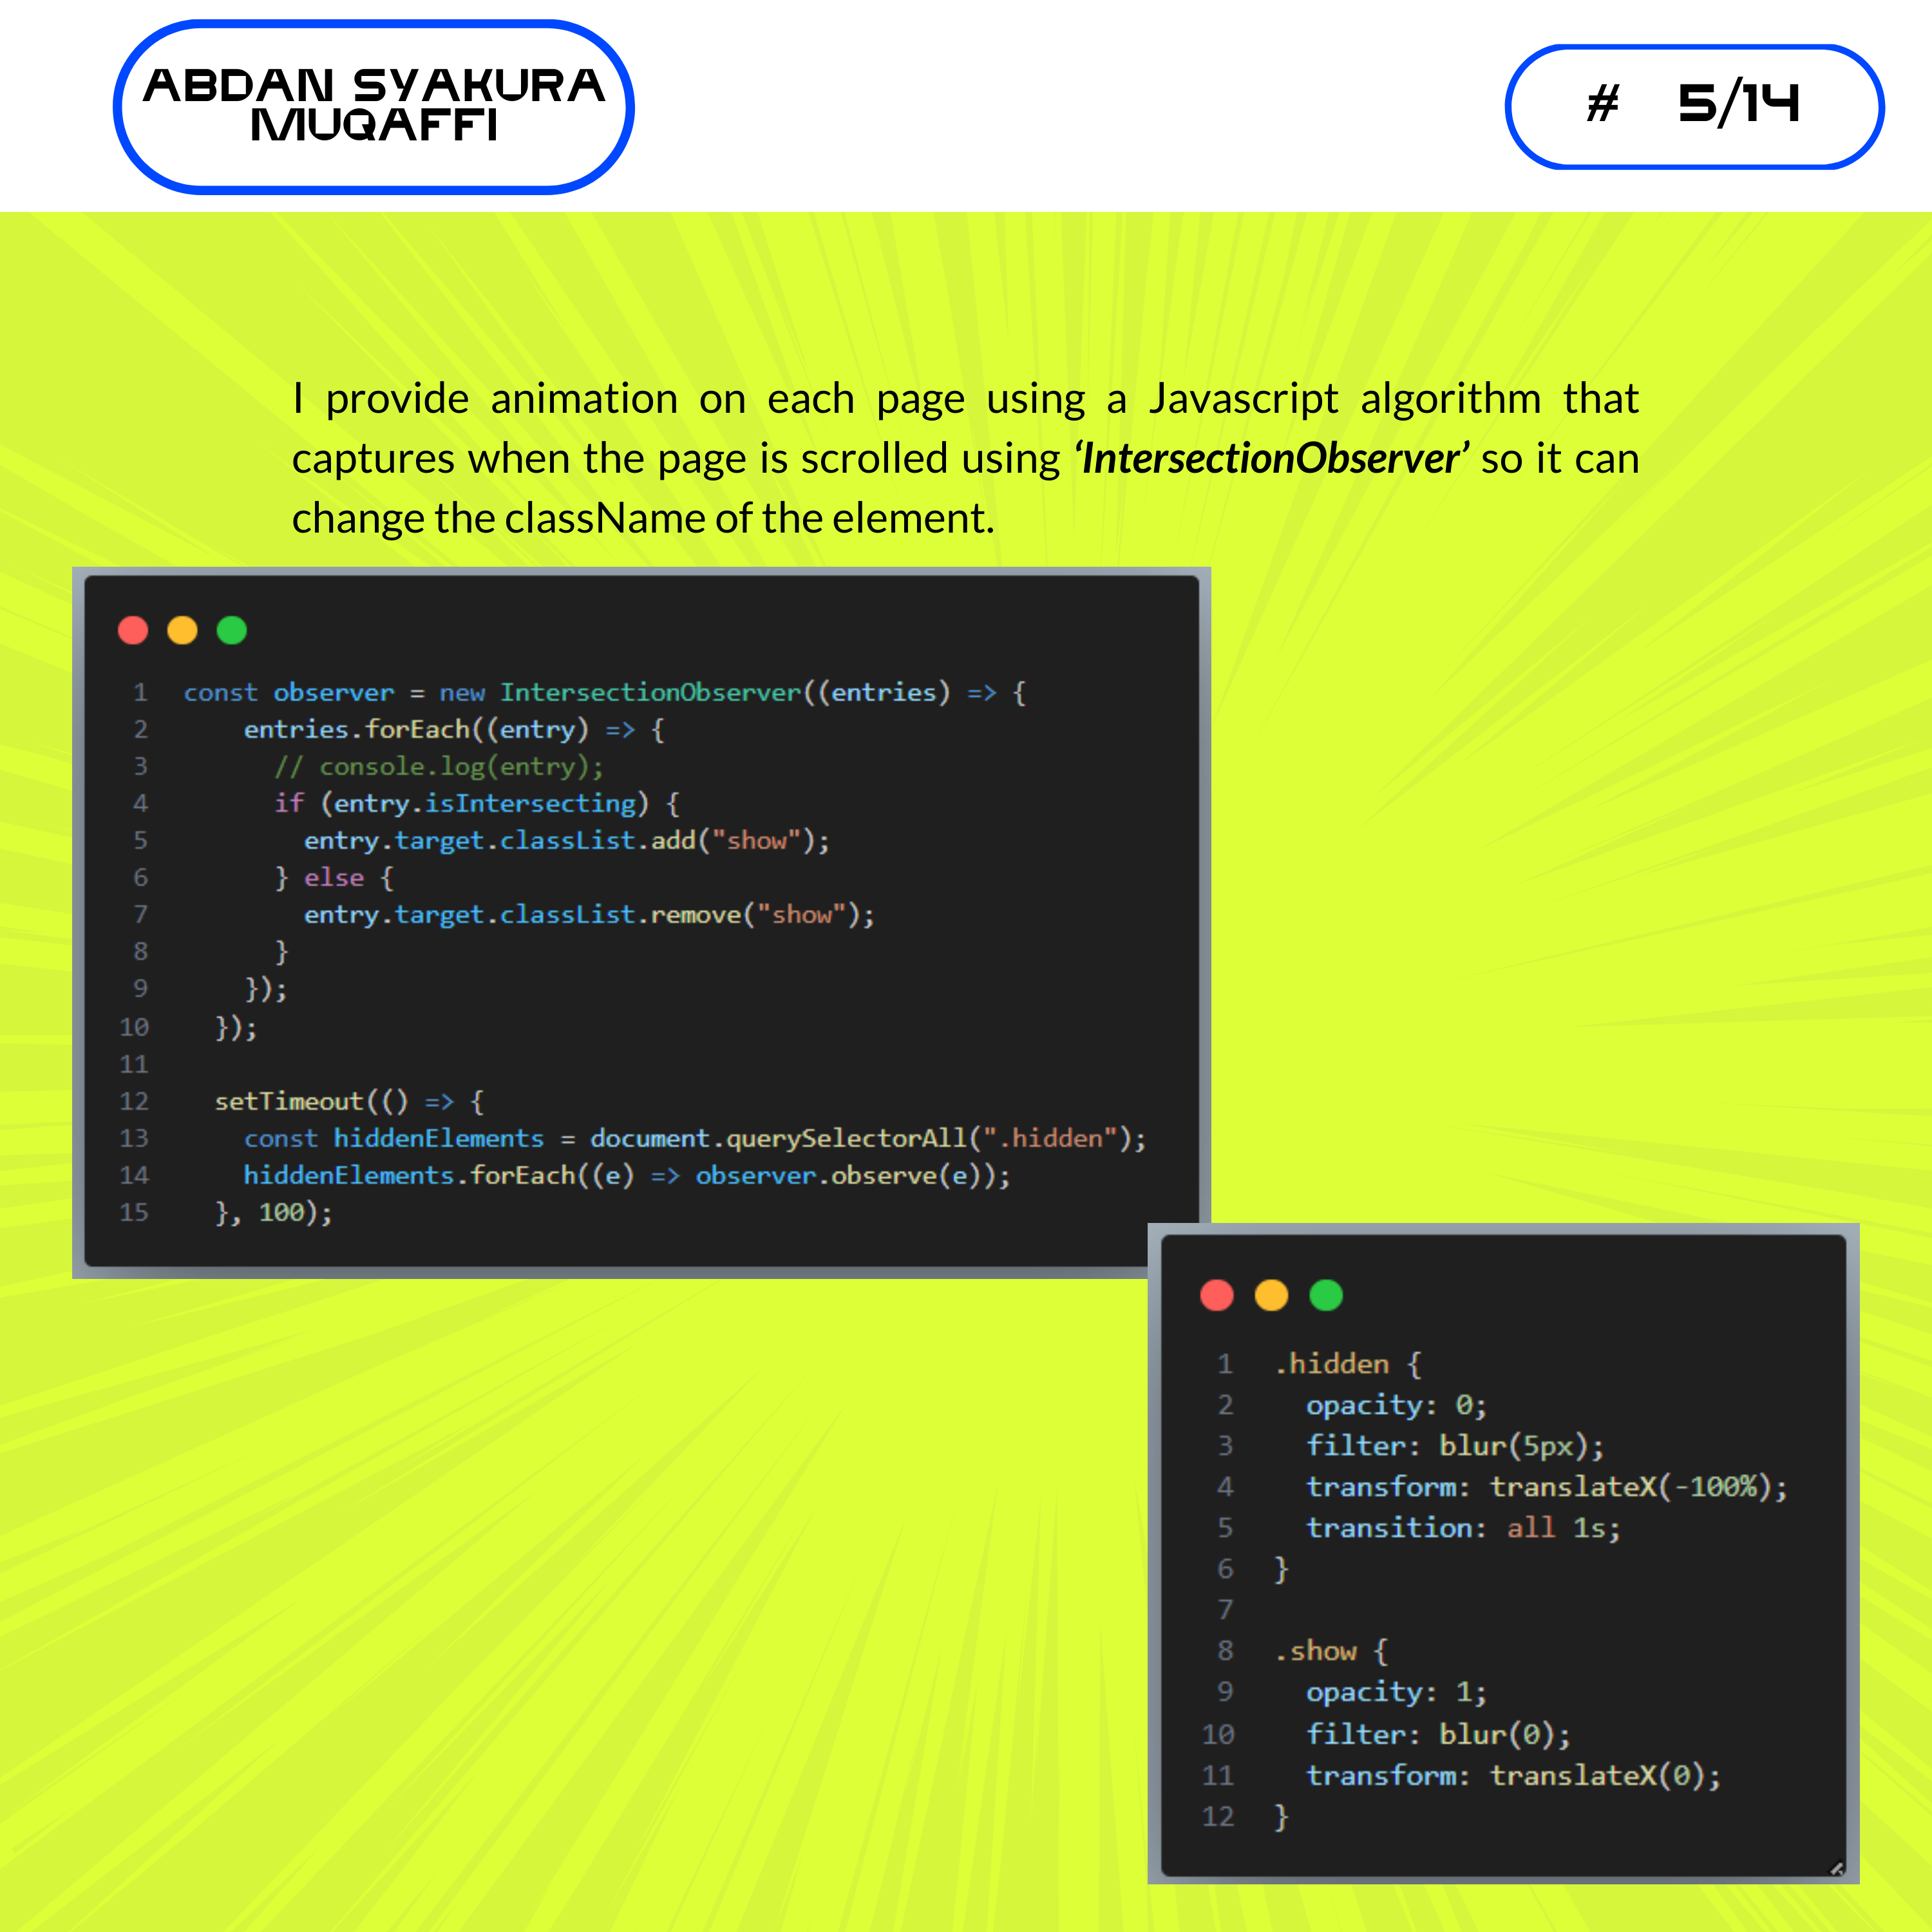 ABDAN SYAKURA
MUQAFFI
# 5/14
I provide animation on each page using a Javascript algorithm that
captures when the page is scrolled using ‘IntersectionObserver’ so it can
change the className of the element.
1 const observer = new IntersectionObserver((entries) => {
2 entries.forEach((entry) => {
3 // console.log(entry);
4 if (entry.isIntersecting) {
5 entry.target.classList.add("show");
6 } else {
7 entry.target.classList.remove("show");
8 }
9 });
10 });
11
12 setTimeout(() => {
13 const hiddenElements = document.querySelectorAll(".hidden");
14 hiddenElements.forEach((e) => observer.observe(e));
15 }, 100);
1 .hidden {
2 opacity: 0;
3 filter: blur(5px);
4 transform: translateX(-100%);
5 transition: all 1s;
6 }
7
8 .show {
9 opacity: 1;
10 filter: blur(0);
11 transform: translateX(0);
12 }